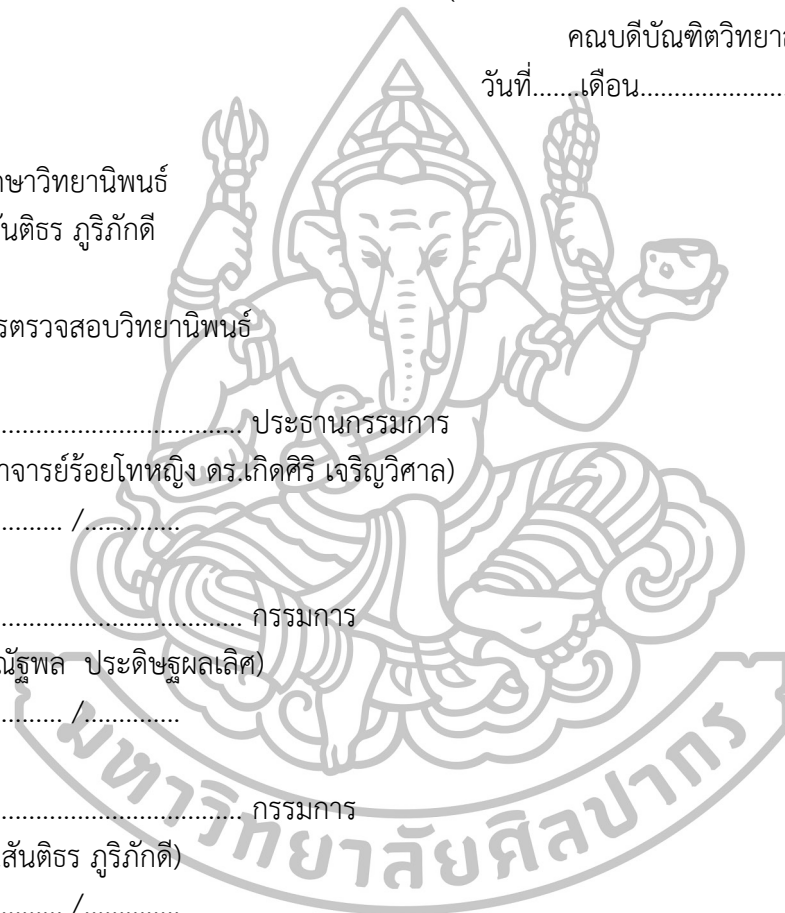 คณบดีบัณฑิตวิทยา
วันที่.......เดือน.....................
ษาวิทยานิพนธ์
ันติธร ภูริภักดี
รตรวจสอบวิทยานิพนธ์
.................................... ประธานกรรมการ
าจารย์ร้อยโทหญิง ดร.เกิดศิริ เจริญวิศาล)
.......... /..............
.................................... กรรมการ
ณัฐพล ประดิษฐผลเลิศ)
.......... /..............
.................................... กรรมการ
สันติธร ภูริภักดี)
.......... /..............
มหาวิทยาลัยศิลปากร